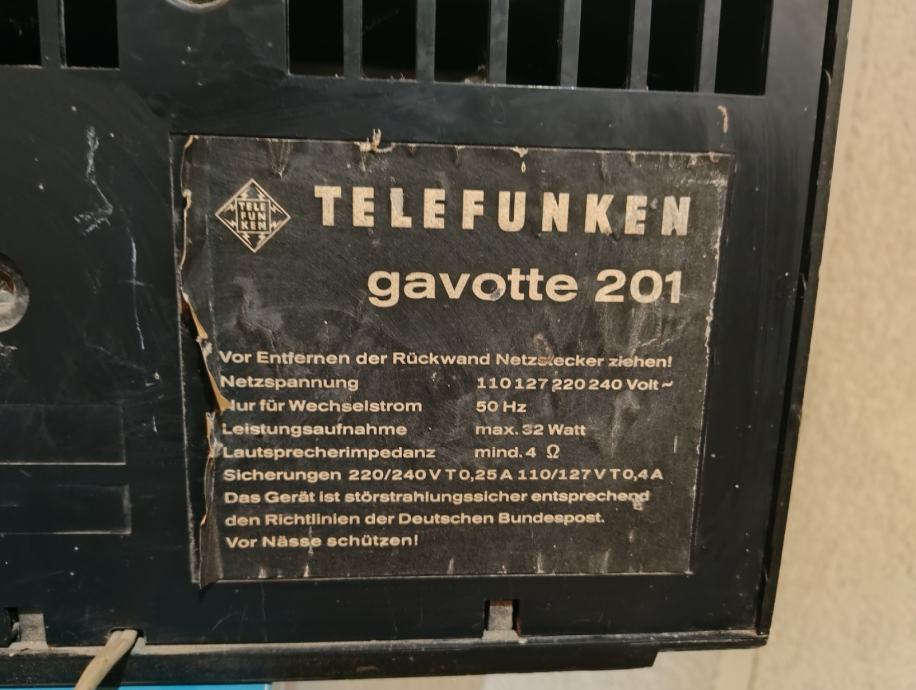 TELE
FUN
KEN
TELEFUNKEN
gavotte 201
Vor Entfernen der Rückwand Netzstecker ziehen!
Netzspannung 110 127 220 240 Volt ~
Nur für Wechselstrom 50 Hz
Leistungsaufnahme max. 32 Watt
Lautsprecherimpedanz mind. 4 Ω
Sicherungen 220/240 V T 0,25 A 110/127 V T 0,4 A
Das Gerät ist störstrahlungssicher entsprechend
den Richtlinien der Deutschen Bundespost.
Vor Nässe schützen!